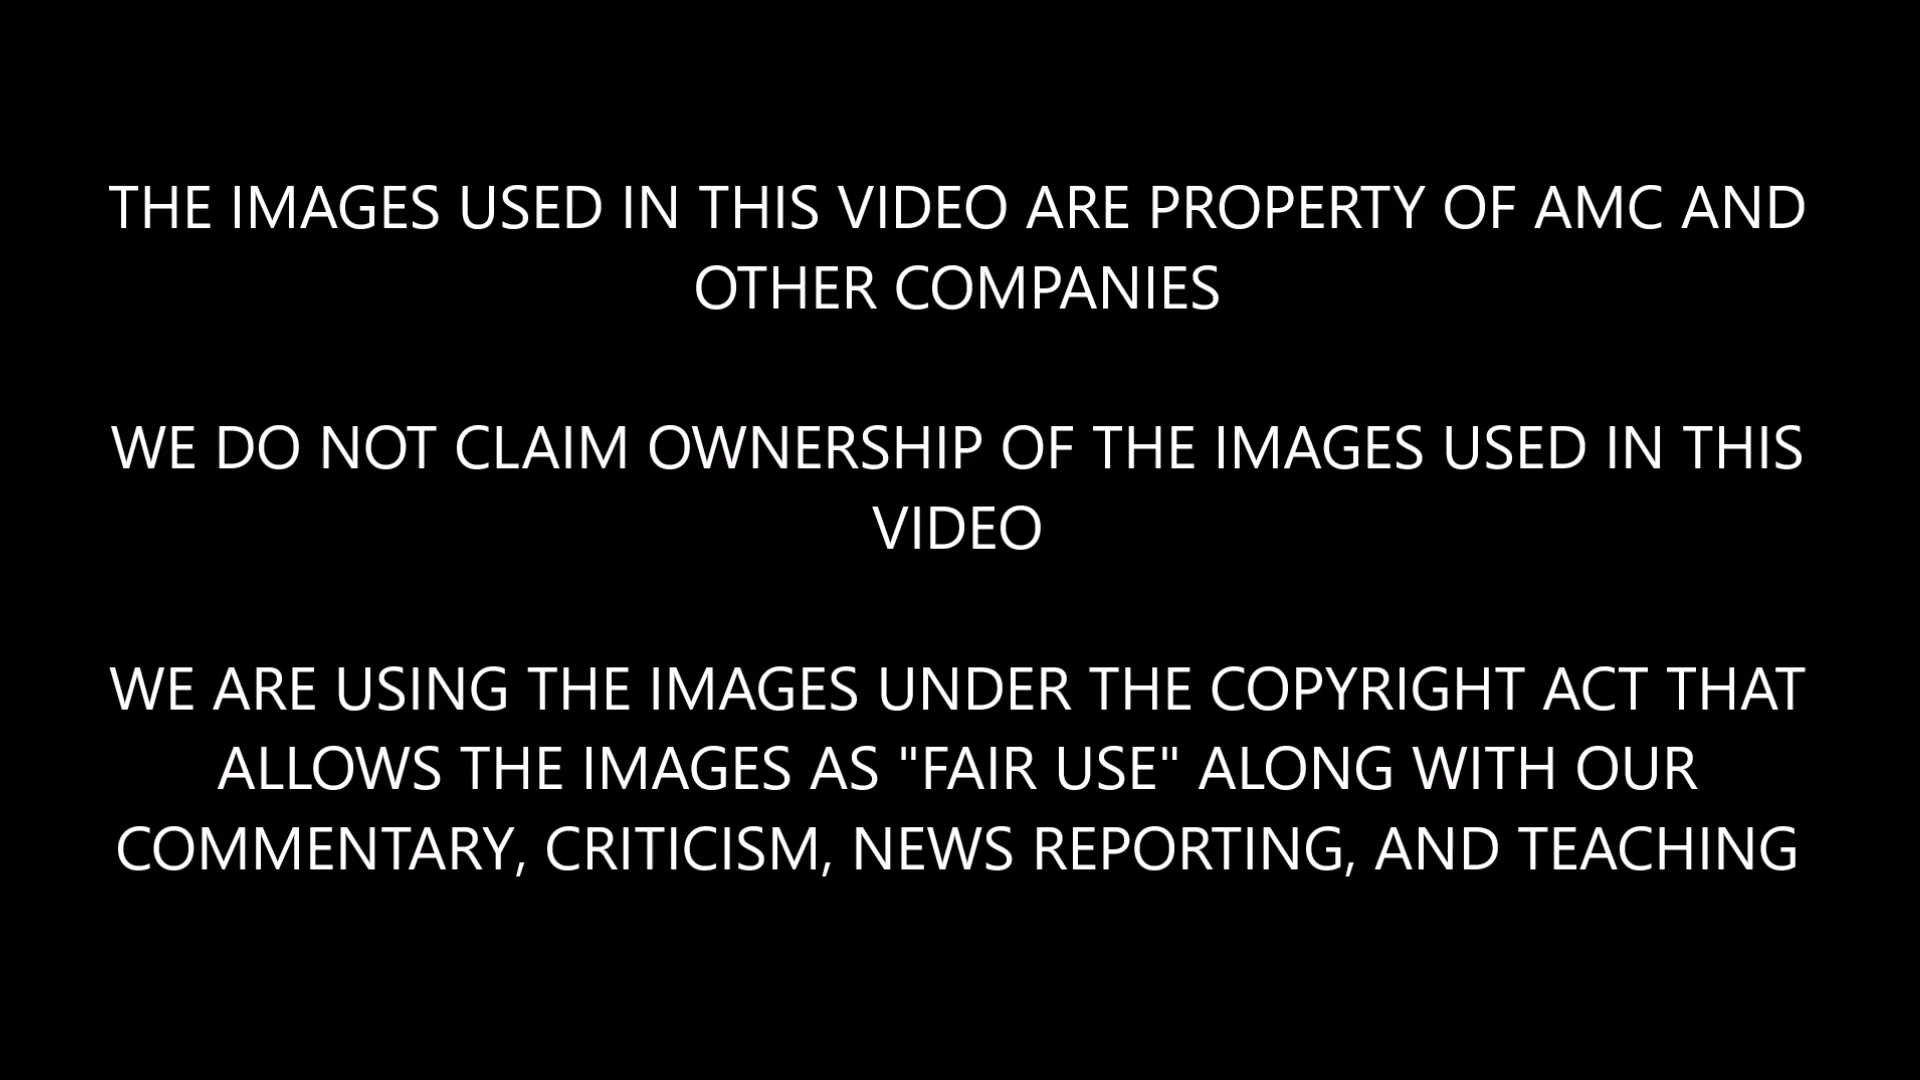 THE IMAGES USED IN THIS VIDEO ARE PROPERTY OF AMC AND
OTHER COMPANIES
WE DO NOT CLAIM OWNERSHIP OF THE IMAGES USED IN THIS
VIDEO
WE ARE USING THE IMAGES UNDER THE COPYRIGHT ACT THAT
ALLOWS THE IMAGES AS "FAIR USE" ALONG WITH OUR
COMMENTARY, CRITICISM, NEWS REPORTING, AND TEACHING